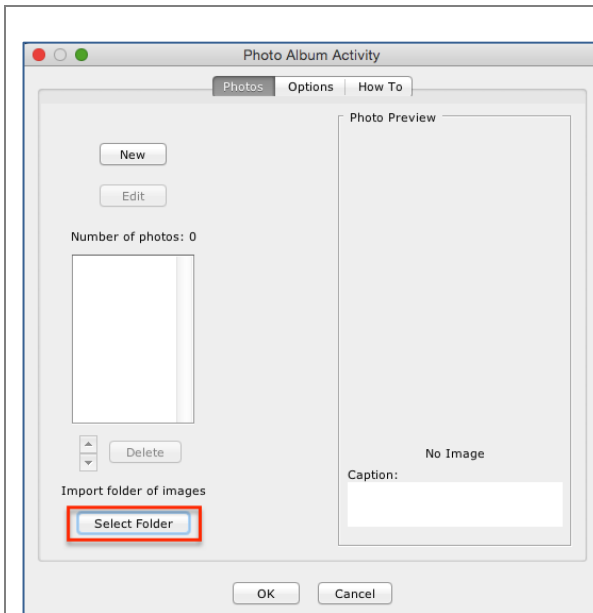 Photo Album Activity
Photos Options How To
Photo Preview
New
Edit
Number of photos: 0
Delete
No Image
Caption:
Import folder of images
Select Folder
OK Cancel